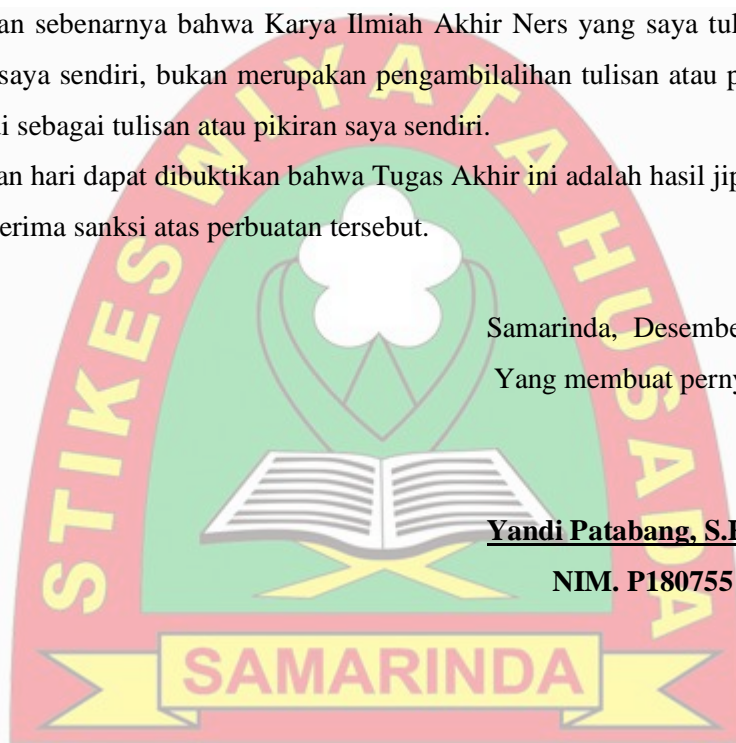 an sebenarnya bahwa Karya Ilmiah Akhir Ners yang saya tul
saya sendiri, bukan merupakan pengambilalihan tulisan atau p
i sebagai tulisan atau pikiran saya sendiri.
an hari dapat dibuktikan bahwa Tugas Akhir ini adalah hasil jip
erima sanksi atas perbuatan tersebut.
Samarinda, Desembe
Yang membuat perny
Yandi Patabang, S.
NIM. P180755
STIKES WIYATA HUSADA
SAMARINDA